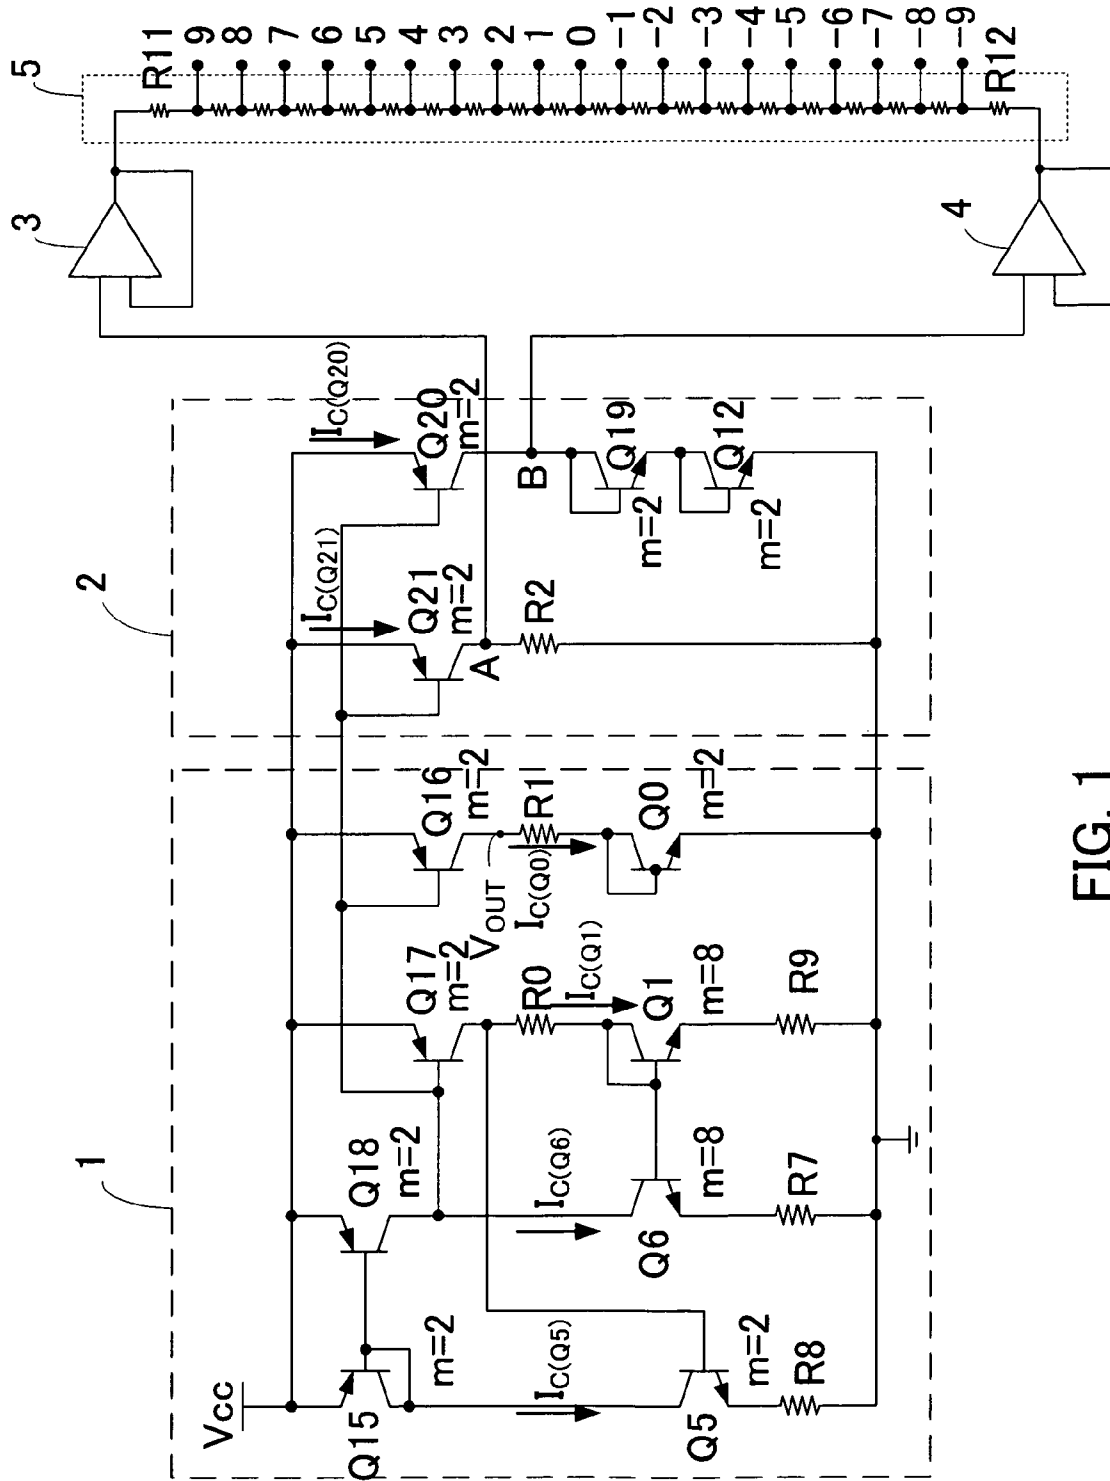 1
2
3
4
5
R11
9
8
7
6
5
4
3
2
1
0
-1
-2
-3
-4
-5
-6
-7
-8
-9
R12
Vcc
Q15
m=2
IC(Q5)
Q5
m=2
R8
Q18
m=2
IC(Q6)
Q6
m=8
R7
Q17
m=2
R0
IC(Q1)
Q1
m=8
R9
Q16
m=2
VOUT
R1
IC(Q0)
Q0
m=2
IC(Q21)
Q21
m=2
A
R2
IC(Q20)
Q20
m=2
B
Q19
m=2
Q12
m=2
FIG. 1